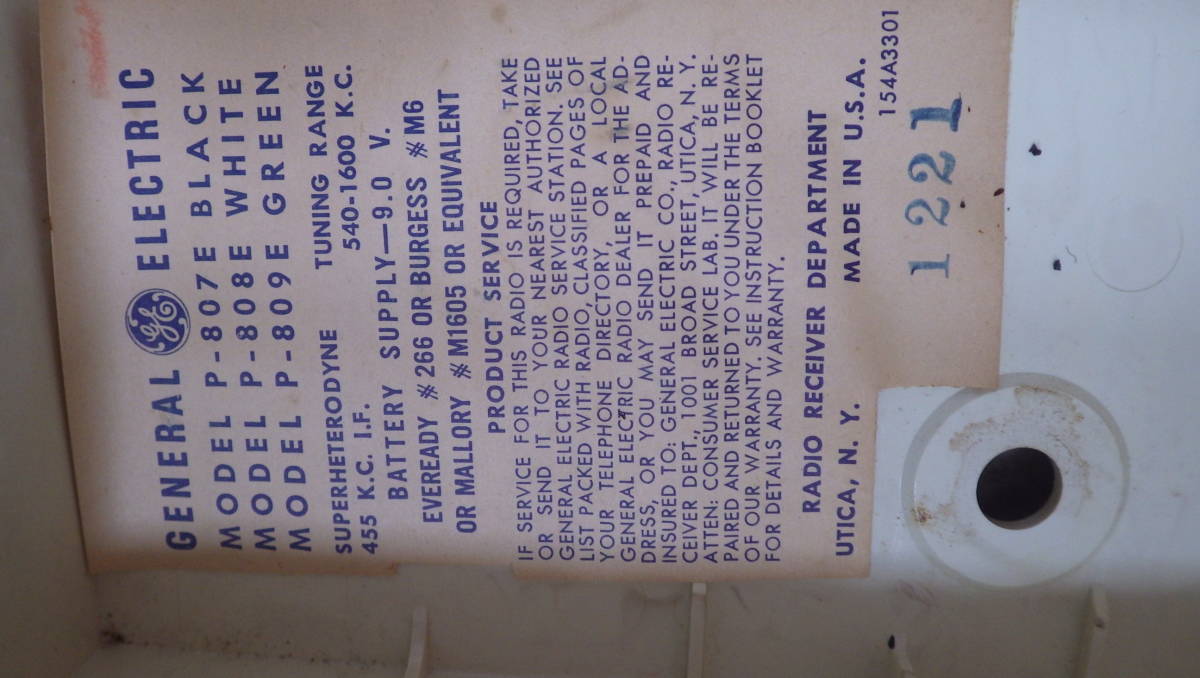 GENERAL GE ELECTRIC
MODEL P-807E BLACK
MODEL P-808E WHITE
MODEL P-809E GREEN
SUPERHETERODYNE TUNING RANGE
455 K.C. I.F. 540-1600 K.C.
BATTERY SUPPLY—9.0 V.
EVEREADY #266 OR BURGESS #M6
OR MALLORY #M1605 OR EQUIVALENT
PRODUCT SERVICE
IF SERVICE FOR THIS RADIO IS REQUIRED, TAKE
OR SEND IT TO YOUR NEAREST AUTHORIZED
GENERAL ELECTRIC RADIO SERVICE STATION. SEE
LIST PACKED WITH RADIO, CLASSIFIED PAGES OF
YOUR TELEPHONE DIRECTORY, OR A LOCAL
GENERAL ELECTRIC RADIO DEALER FOR THE AD-
DRESS, OR YOU MAY SEND IT PREPAID AND
INSURED TO: GENERAL ELECTRIC CO., RADIO RE-
CEIVER DEPT., 1001 BROAD STREET, UTICA, N. Y.
ATTEN: CONSUMER SERVICE LAB. IT WILL BE RE-
PAIRED AND RETURNED TO YOU UNDER THE TERMS
OF OUR WARRANTY. SEE INSTRUCTION BOOKLET
FOR DETAILS AND WARRANTY.
RADIO RECEIVER DEPARTMENT
UTICA, N. Y. MADE IN U.S.A.
154A3301
1221